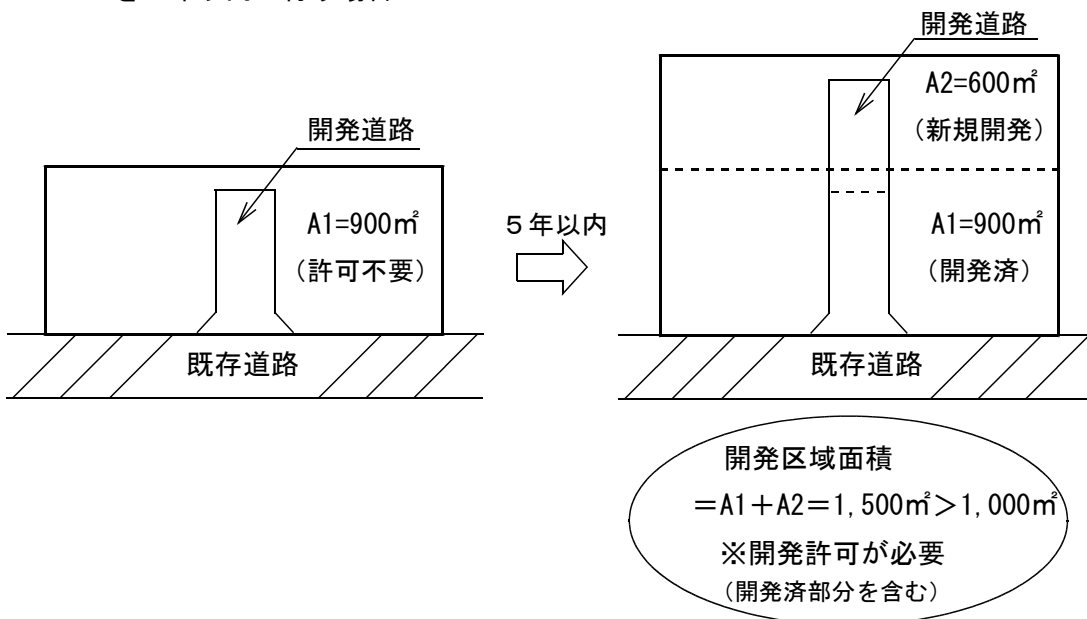 開発道路
A1=900㎡
(許可不要)
既存道路
5年以内
開発道路
A2=600㎡
(新規開発)
A1=900㎡
(開発済)
既存道路
開発区域面積
=A1+A2=1,500㎡>1,000㎡
※開発許可が必要
(開発済部分を含む)